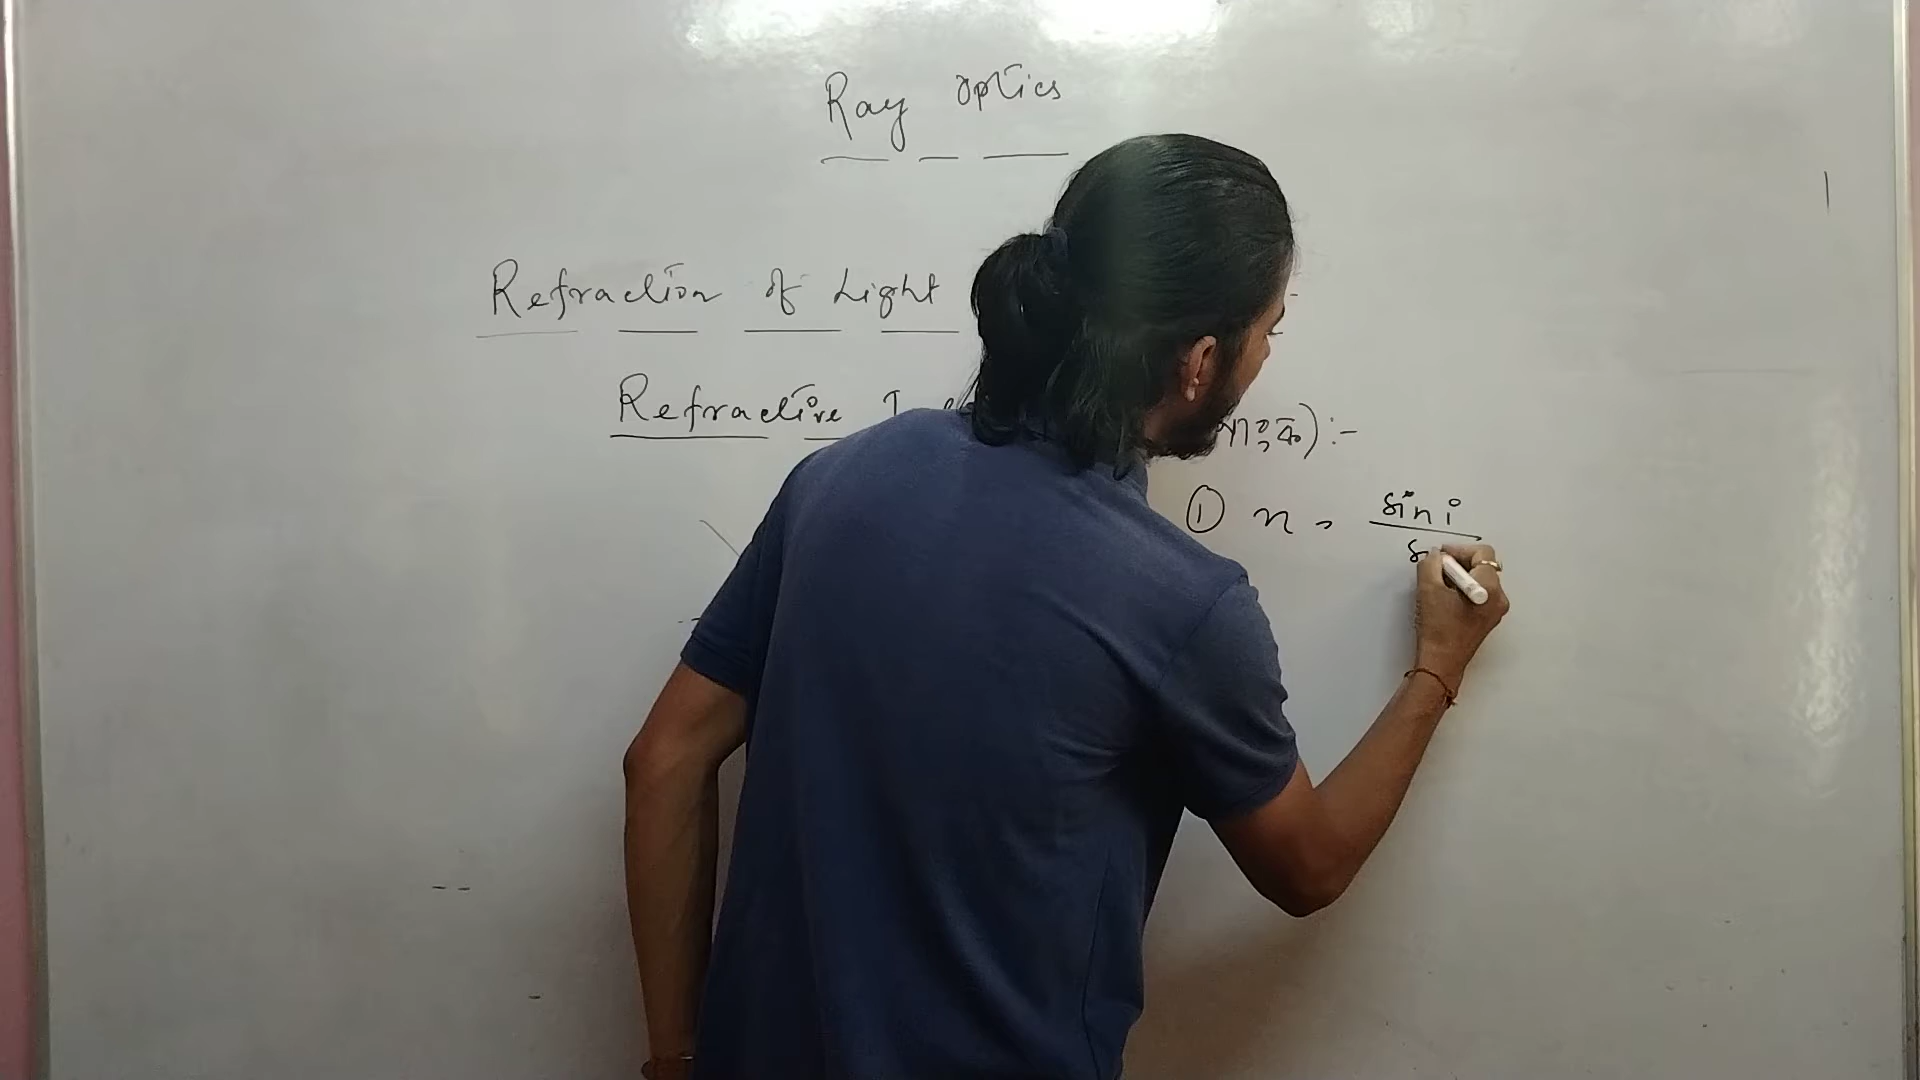 Ray optics
Refraction of Light
Refractive
① n = sin i